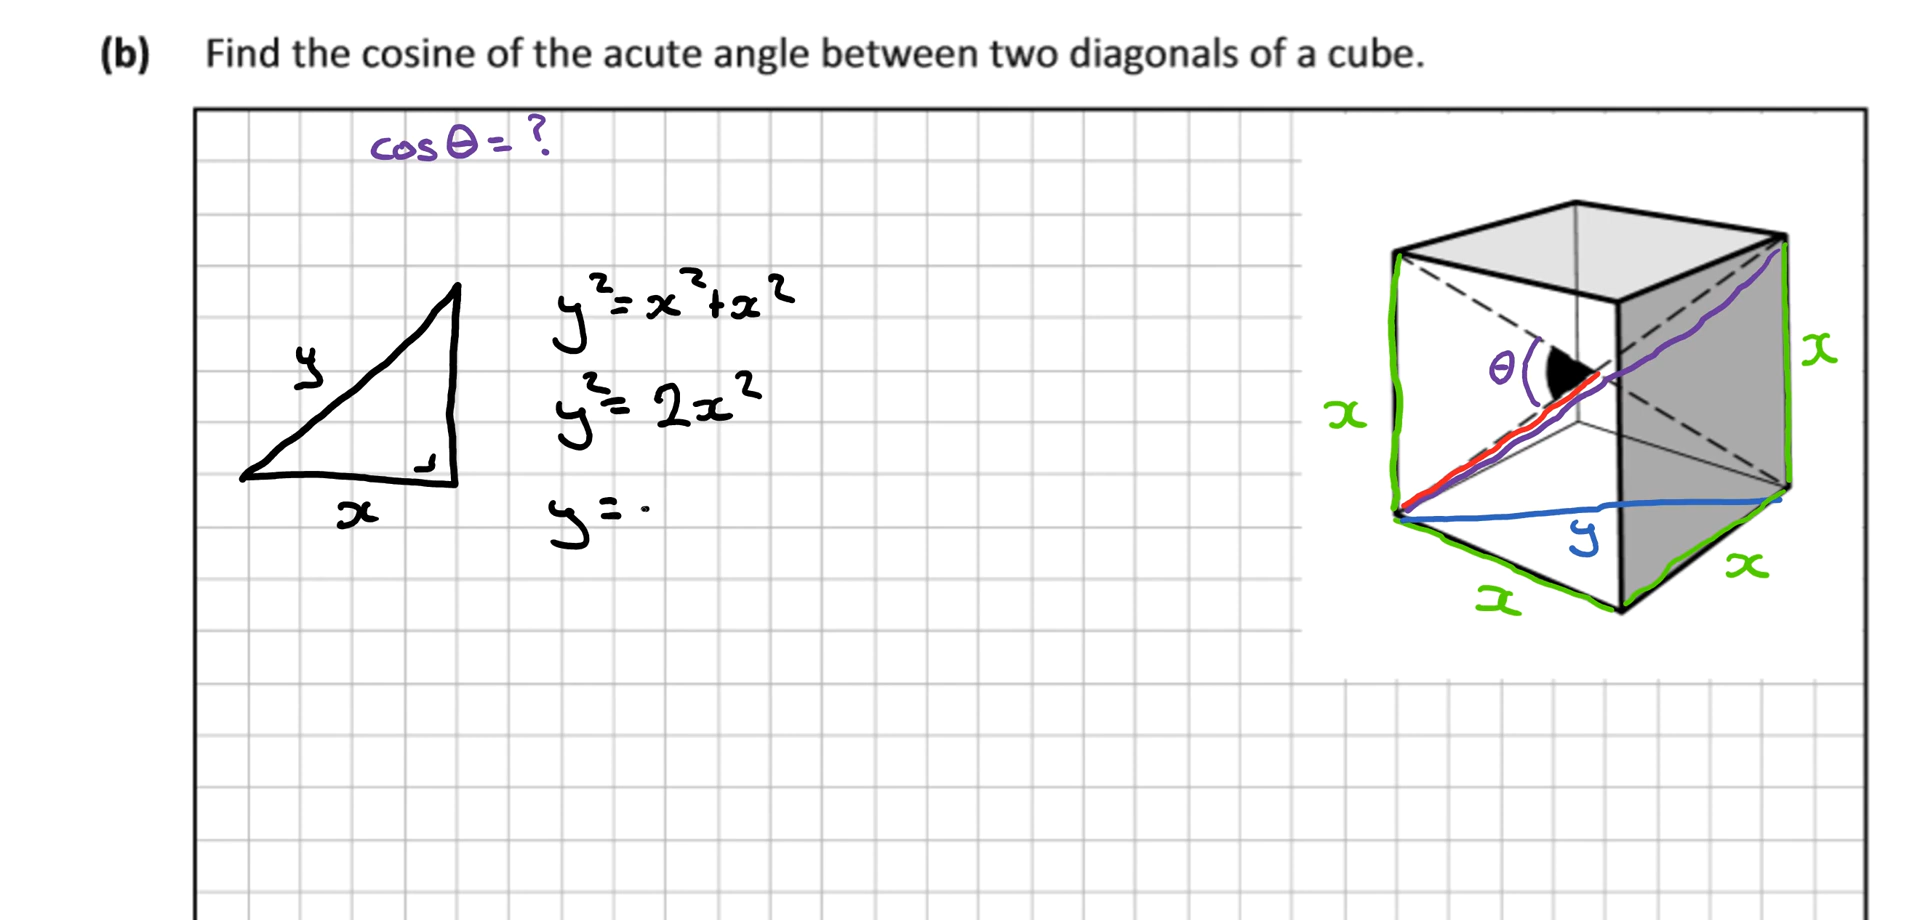 (b) Find the cosine of the acute angle between two diagonals of a cube.
cos θ = ?
y² = x² + x²
y
y² = 2x²
x
y = ·
θ
x
x
y
x
x